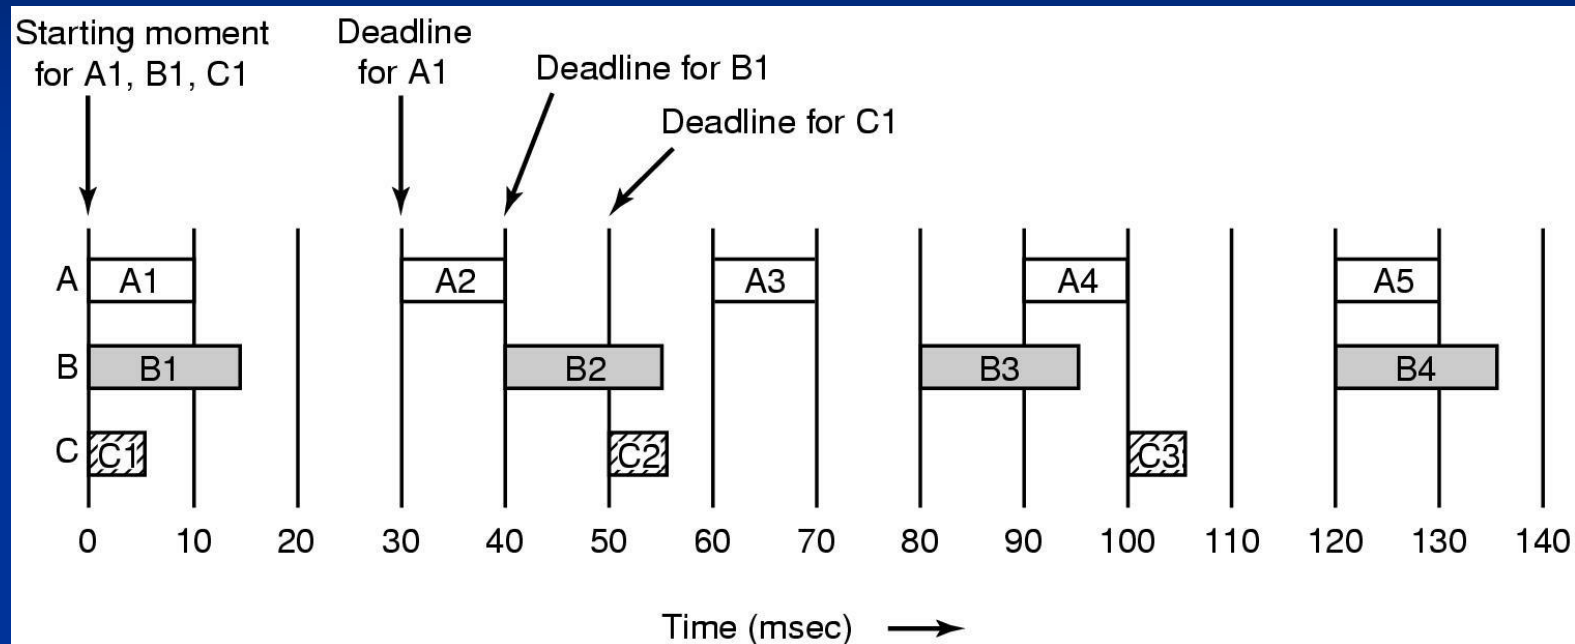 Starting moment
for A1, B1, C1
Deadline
for A1
Deadline for B1
Deadline for C1
A A1 A2 A3 A4 A5
B B1 B2 B3 B4
C C1 C2 C3
0 10 20 30 40 50 60 70 80 90 100 110 120 130 140
Time (msec)